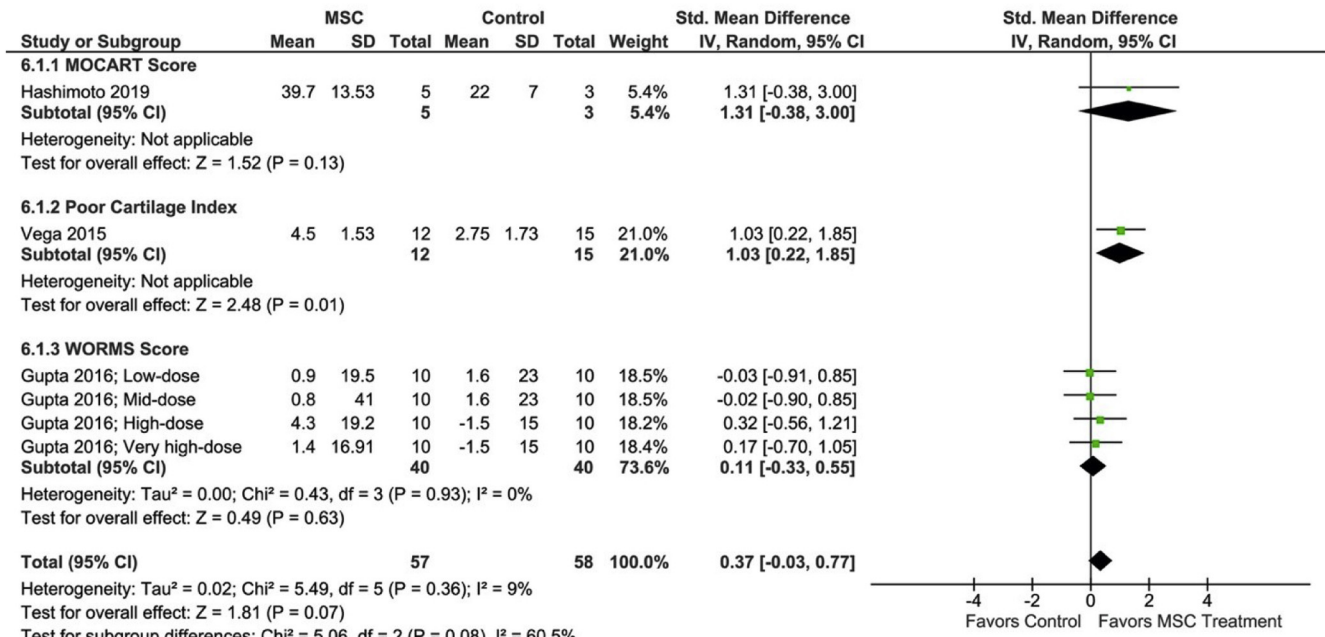 MSC Control Std. Mean Difference Std. Mean Difference
Study or Subgroup Mean SD Total Mean SD Total Weight IV, Random, 95% CI IV, Random, 95% CI
6.1.1 MOCART Score
Hashimoto 2019 39.7 13.53 5 22 7 3 5.4% 1.31 [-0.38, 3.00]
Subtotal (95% CI) 5 3 5.4% 1.31 [-0.38, 3.00]
Heterogeneity: Not applicable
Test for overall effect: Z = 1.52 (P = 0.13)
6.1.2 Poor Cartilage Index
Vega 2015 4.5 1.53 12 2.75 1.73 15 21.0% 1.03 [0.22, 1.85]
Subtotal (95% CI) 12 15 21.0% 1.03 [0.22, 1.85]
Heterogeneity: Not applicable
Test for overall effect: Z = 2.48 (P = 0.01)
6.1.3 WORMS Score
Gupta 2016; Low-dose 0.9 19.5 10 1.6 23 10 18.5% -0.03 [-0.91, 0.85]
Gupta 2016; Mid-dose 0.8 41 10 1.6 23 10 18.5% -0.02 [-0.90, 0.85]
Gupta 2016; High-dose 4.3 19.2 10 -1.5 15 10 18.2% 0.32 [-0.56, 1.21]
Gupta 2016; Very high-dose 1.4 16.91 10 -1.5 15 10 18.4% 0.17 [-0.70, 1.05]
Subtotal (95% CI) 40 40 73.6% 0.11 [-0.33, 0.55]
Heterogeneity: Tau² = 0.00; Chi² = 0.43, df = 3 (P = 0.93); I² = 0%
Test for overall effect: Z = 0.49 (P = 0.63)
Total (95% CI) 57 58 100.0% 0.37 [-0.03, 0.77]
Heterogeneity: Tau² = 0.02; Chi² = 5.49, df = 5 (P = 0.36); I² = 9%
Test for overall effect: Z = 1.81 (P = 0.07)
Test for subgroup differences: Chi² = 5.06, df = 2 (P = 0.08), I² = 60.5%
-4 -2 0 2 4
Favors Control Favors MSC Treatment